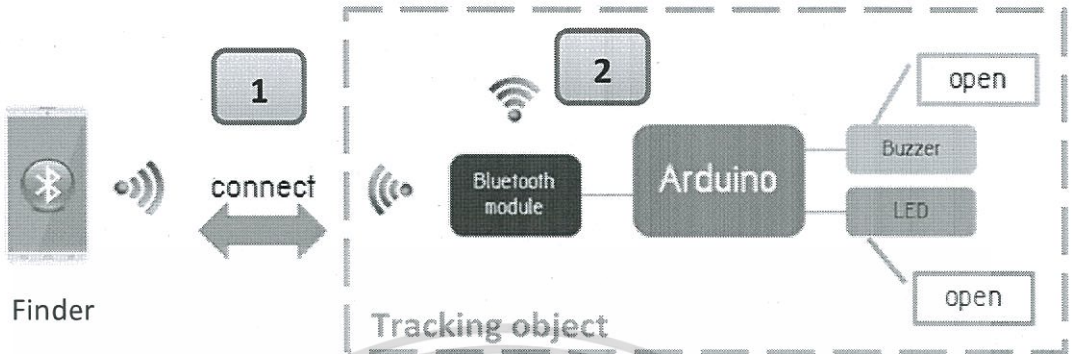 1
2
open
connect
Bluetooth
module
Arduino
Buzzer
LED
open
Finder
Tracking object